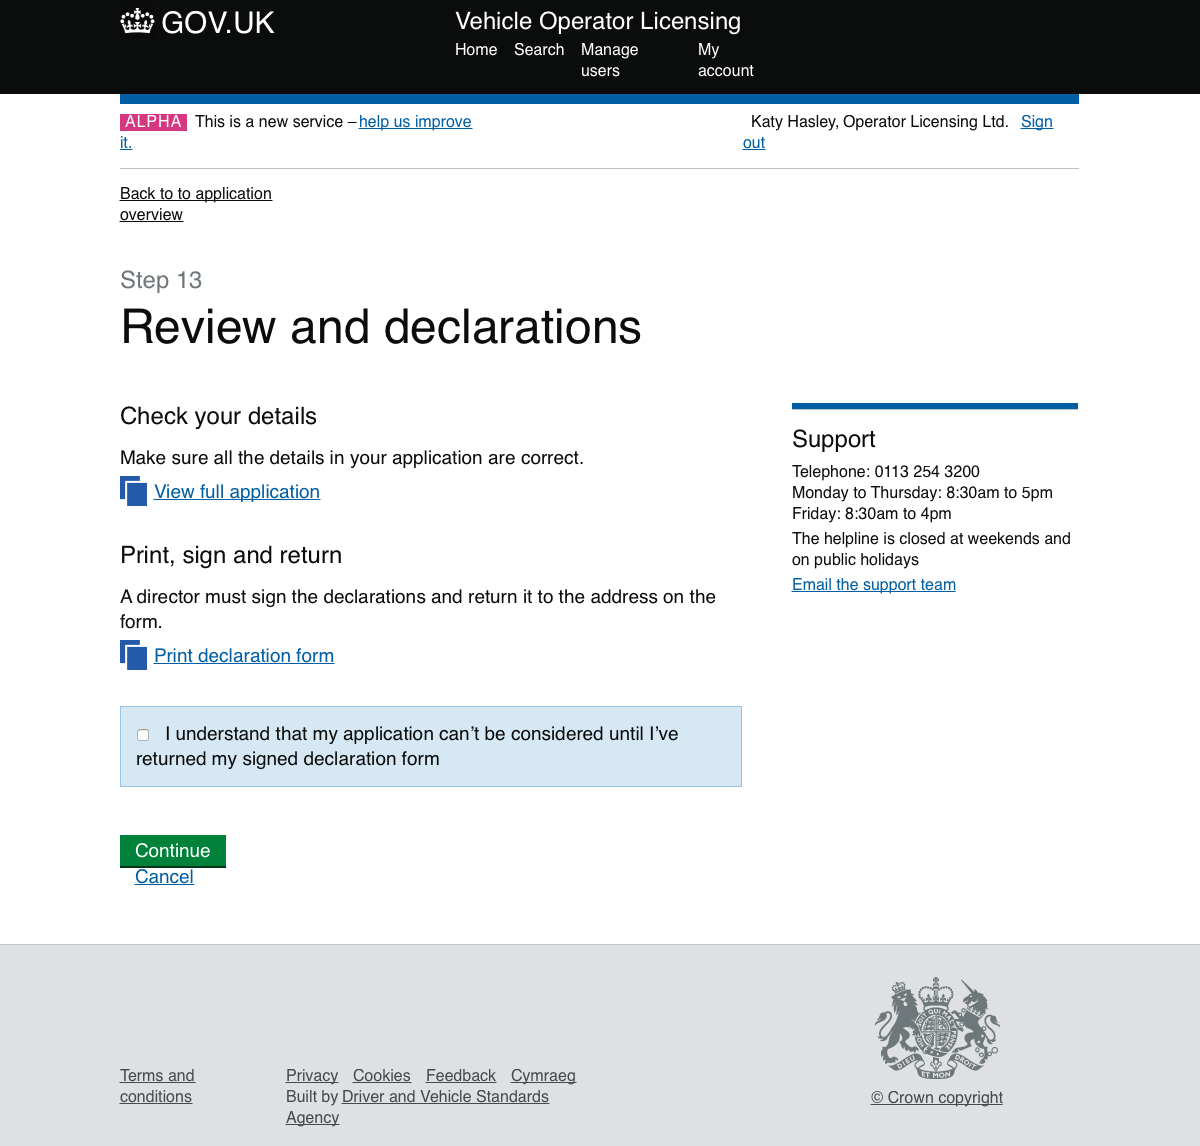 GOV.UK
Vehicle Operator Licensing
Home Search Manage users My account
ALPHA This is a new service – help us improve it.
Katy Hasley, Operator Licensing Ltd. Sign out
Back to to application
overview
Step 13
Review and declarations
Check your details
Make sure all the details in your application are correct.
View full application
Print, sign and return
A director must sign the declarations and return it to the address on the
form.
Print declaration form
I understand that my application can’t be considered until I’ve
returned my signed declaration form
Continue
Cancel
Support
Telephone: 0113 254 3200
Monday to Thursday: 8:30am to 5pm
Friday: 8:30am to 4pm
The helpline is closed at weekends and
on public holidays
Email the support team
Terms and
conditions
Privacy Cookies Feedback Cymraeg
Built by Driver and Vehicle Standards
Agency
DIEU ET MON DROIT
© Crown copyright